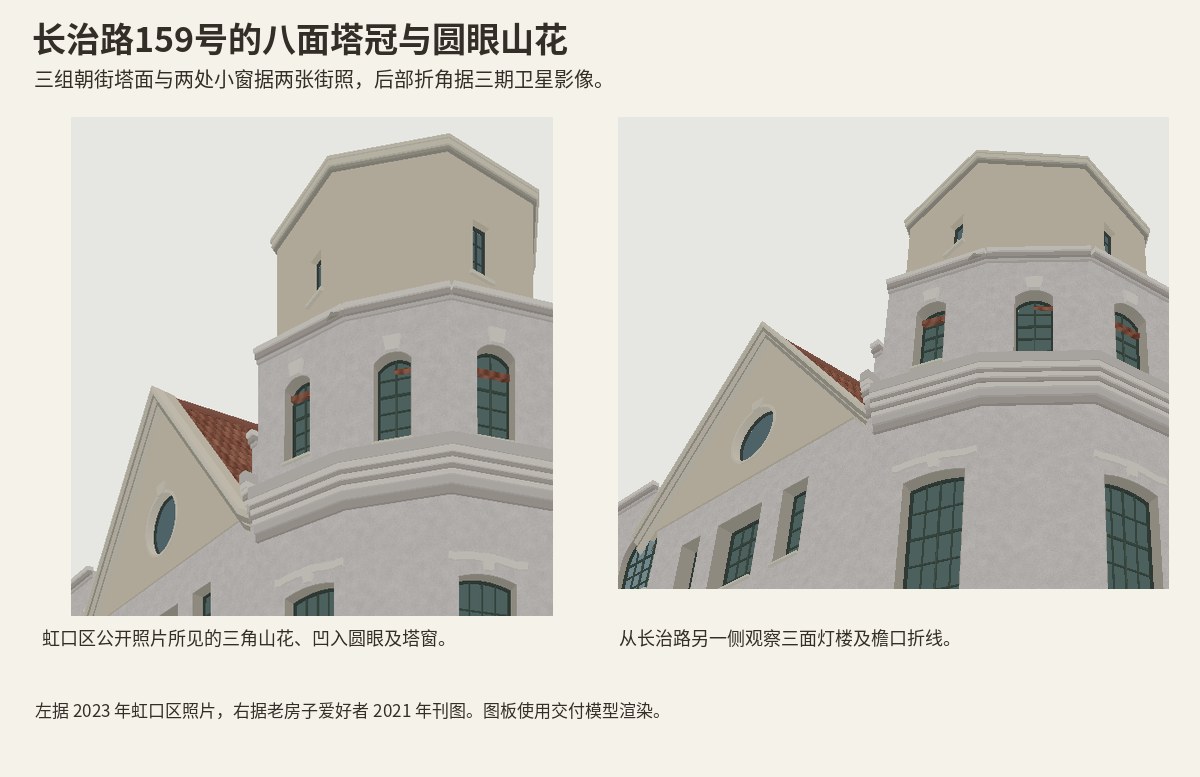 长治路159号的八面塔冠与圆眼山花
三组朝街塔面与两处小窗据两张街照，后部折角据三期卫星影像。
虹口区公开照片所见的三角山花、凹入圆眼及塔窗。
从长治路另一侧观察三面灯楼及檐口折线。
左据 2023 年虹口区照片，右据老房子爱好者 2021 年刊图。图板使用交付模型渲染。